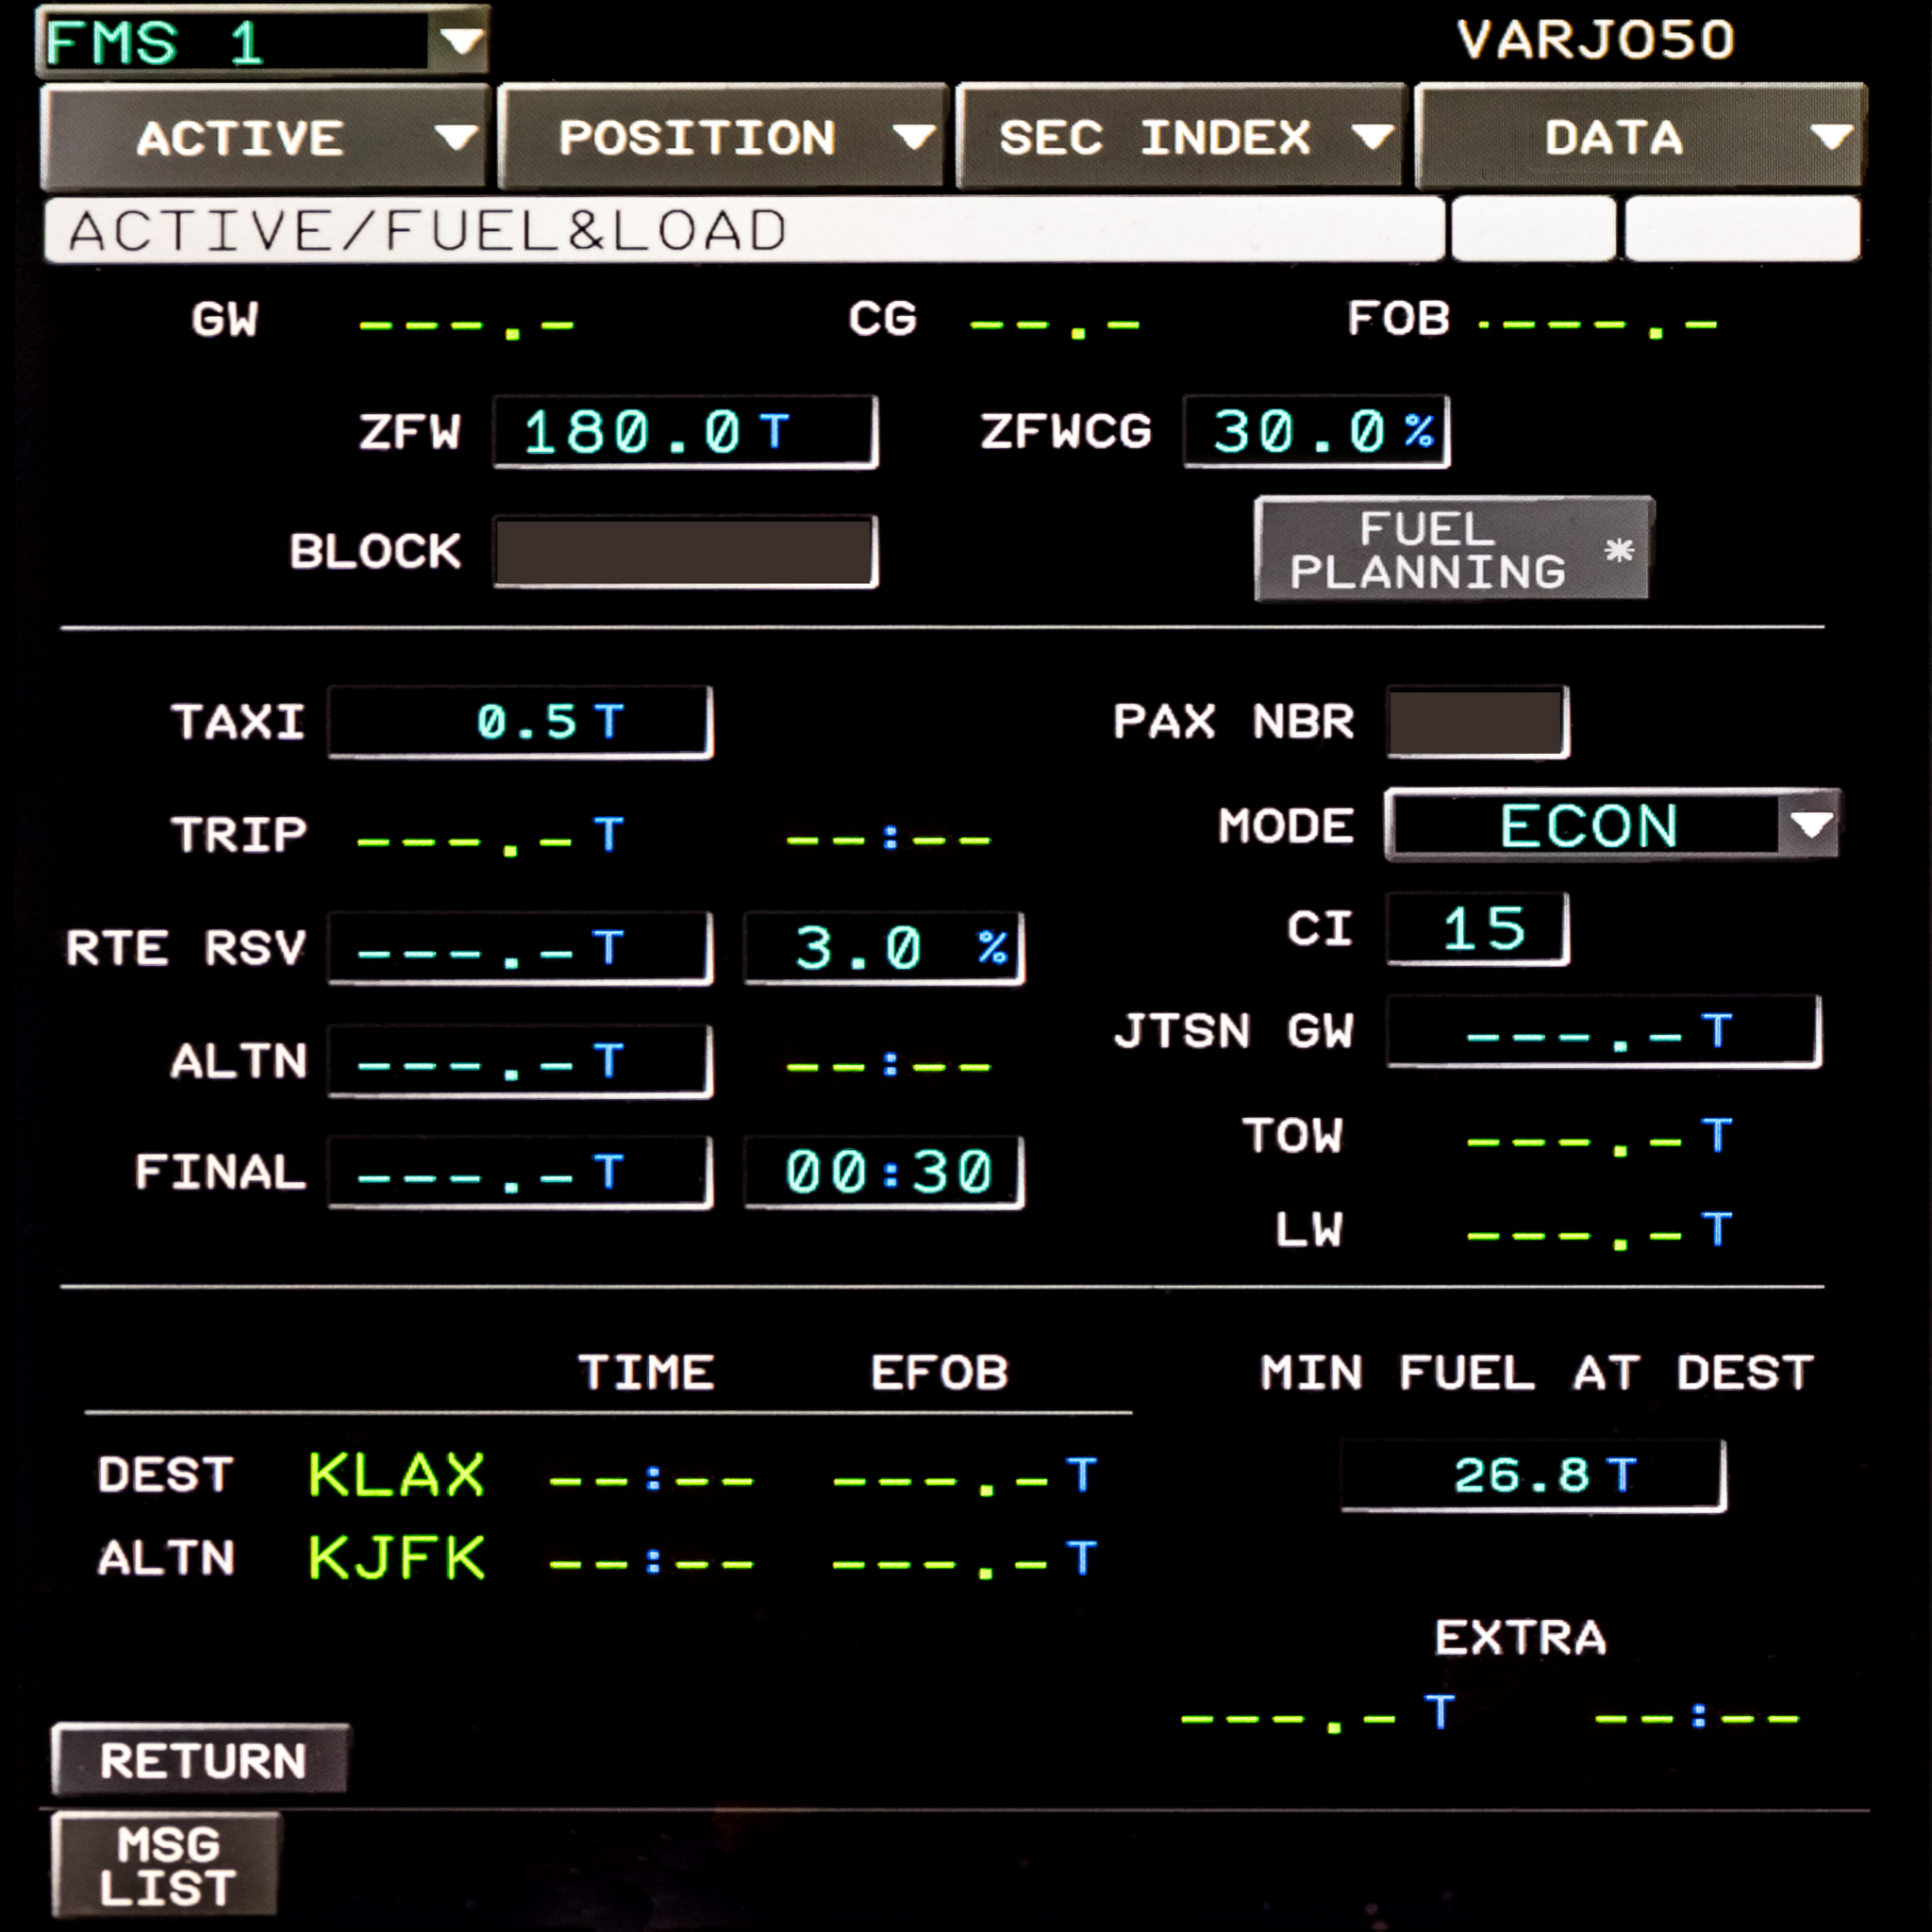 FMS 1 VARJO50
ACTIVE POSITION SEC INDEX DATA
ACTIVE/FUEL&LOAD
GW ---.- CG --.- FOB ----.-
ZFW 180.0 T ZFWCG 30.0 %
BLOCK
FUEL
PLANNING *
TAXI 0.5 T PAX NBR
TRIP ---.- T --:-- MODE ECON
RTE RSV ---.- T 3.0 % CI 15
ALTN ---.- T --:-- JTSN GW ---.- T
FINAL ---.- T 00:30 TOW ---.- T
LW ---.- T
TIME EFOB MIN FUEL AT DEST
DEST KLAX --:-- ---.- T 26.8 T
ALTN KJFK --:-- ---.- T
EXTRA
---.- T --:--
RETURN
MSG
LIST